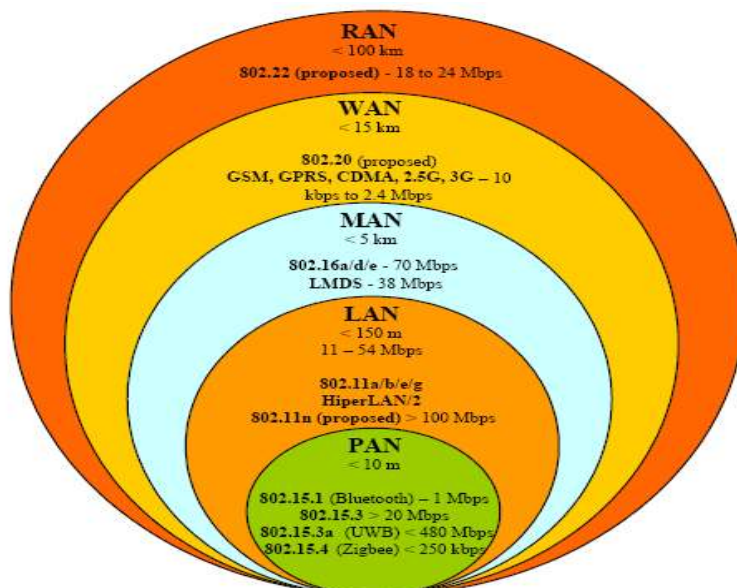 RAN
< 100 km
802.22 (proposed) - 18 to 24 Mbps
WAN
< 15 km
802.20 (proposed)
GSM, GPRS, CDMA, 2.5G, 3G – 10
kbps to 2.4 Mbps
MAN
< 5 km
802.16a/d/e - 70 Mbps
LMDS - 38 Mbps
LAN
< 150 m
11 – 54 Mbps
802.11a/b/e/g
HiperLAN/2
802.11n (proposed) > 100 Mbps
PAN
< 10 m
802.15.1 (Bluetooth) – 1 Mbps
802.15.3 > 20 Mbps
802.15.3a (UWB) < 480 Mbps
802.15.4 (Zigbee) < 250 kbps